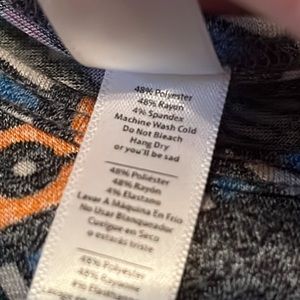 48% Polyester
48% Rayon
4% Spandex
Machine Wash Cold
Do Not Bleach
Hang Dry
or you'll be sad
48% Poliéster
48% Rayón
4% Elastano
Lavar A Máquina En Frío
No Usar Blanqueador
Cuelgue en Seco
o estarás triste
48% Polyester
48% Rayonne
4% Elasthanne